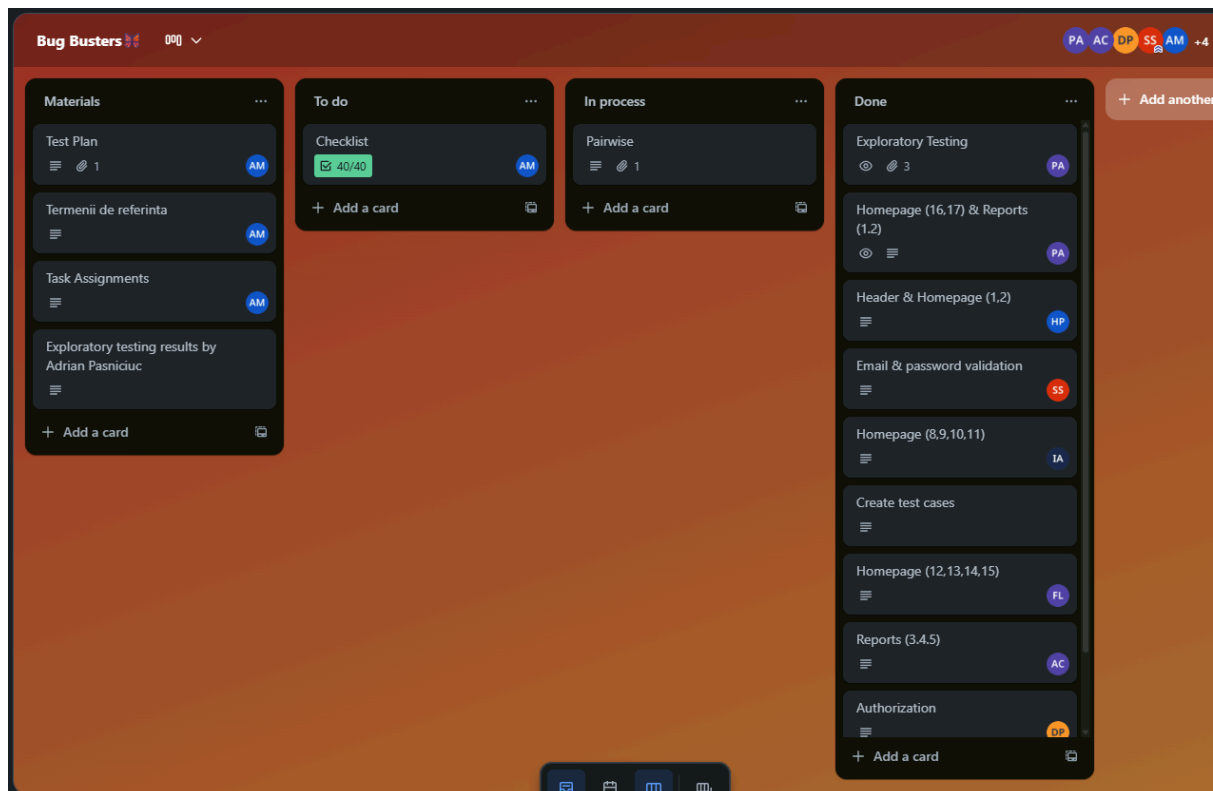 Bug Busters
PA AC DP SS AM +4
Materials
Test Plan
1
AM
Termenii de referinta
AM
Task Assignments
AM
Exploratory testing results by
Adrian Pasniciuc
+ Add a card
To do
Checklist
40/40
AM
+ Add a card
In process
Pairwise
1
+ Add a card
Done
Exploratory Testing
3
PA
Homepage (16,17) & Reports
(1.2)
PA
Header & Homepage (1,2)
HP
Email & password validation
SS
Homepage (8,9,10,11)
IA
Create test cases
Homepage (12,13,14,15)
FL
Reports (3.4.5)
AC
Authorization
DP
+ Add a card
+ Add another